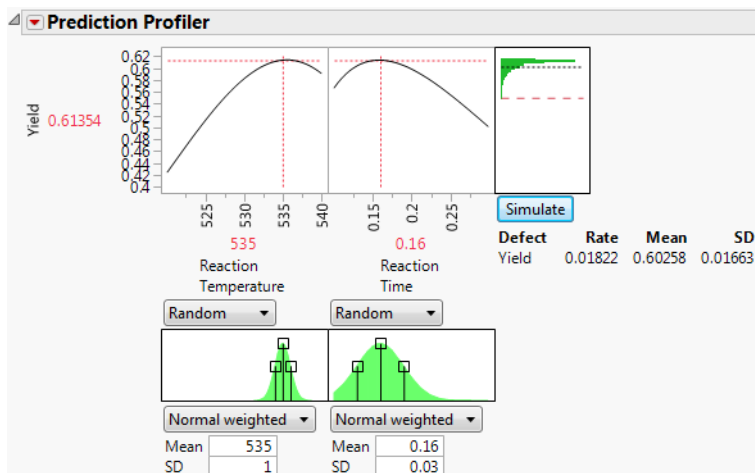 Prediction Profiler
Yield
0.61354
0.62
0.6
0.58
0.56
0.54
0.52
0.5
0.48
0.46
0.44
0.42
0.4
525
530
535
540
0.15
0.2
0.25
535
0.16
Reaction
Temperature
Reaction
Time
Simulate
Defect Rate Mean SD
Yield 0.01822 0.60258 0.01663
Random
Random
Normal weighted
Normal weighted
Mean 535
SD 1
Mean 0.16
SD 0.03